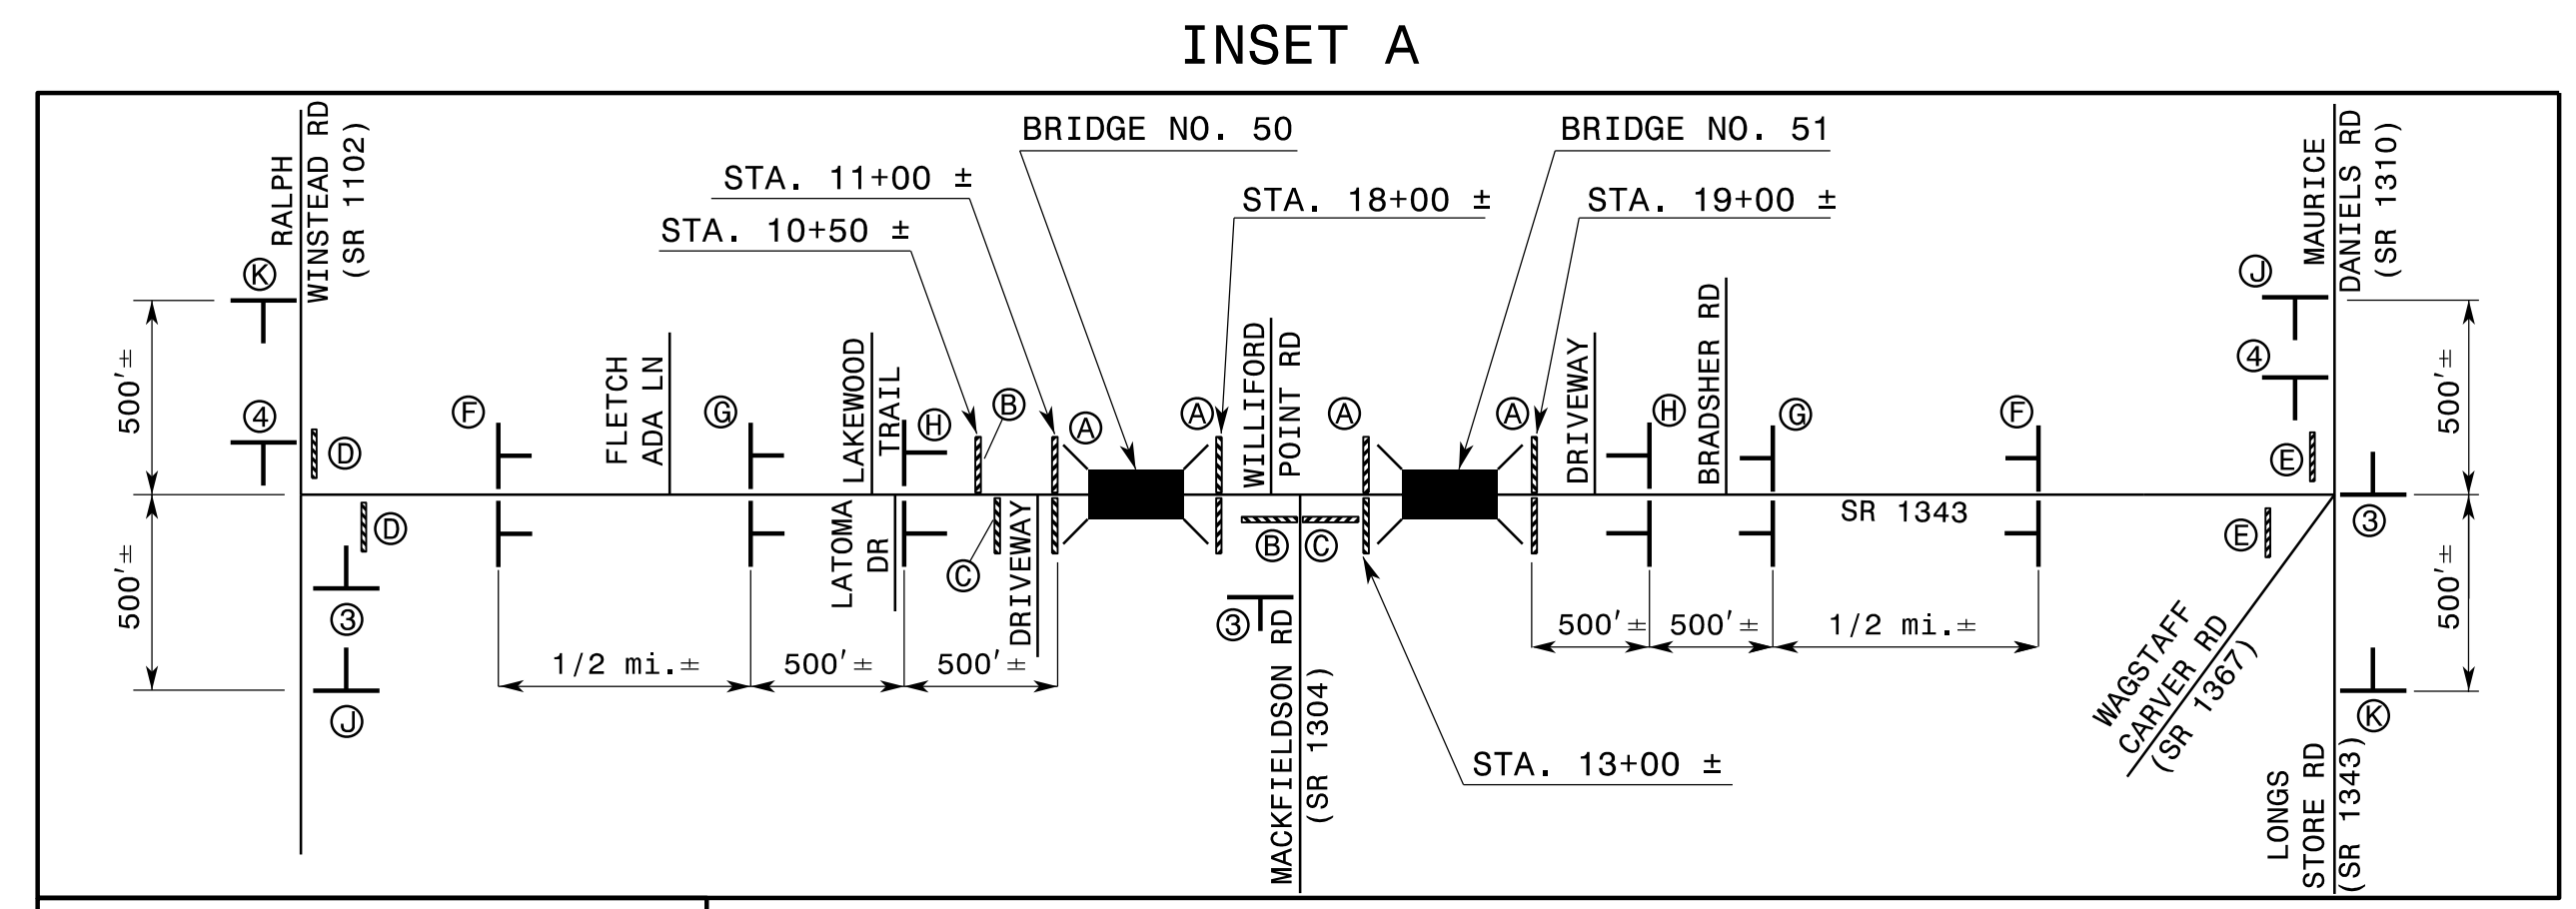 INSET A
BRIDGE NO. 50
BRIDGE NO. 51
STA. 11+00 ±
STA. 18+00 ±
STA. 19+00 ±
STA. 10+50 ±
RALPH
WINSTEAD RD
(SR 1102)
MAURICE
DANIELS RD
(SR 1310)
K
4
500'±
500'±
D
D
3
J
F
FLETCH
ADA LN
G
LAKEWOOD
TRAIL
H
B
A
A
WILLIFORD
POINT RD
A
A
DRIVEWAY
H
BRADSHER RD
G
F
J
4
E
500'±
LATOMA
DR
C
DRIVEWAY
B
C
3
SR 1343
E
3
500'±
K
1/2 mi.±
500'±
500'±
500'±
500'±
1/2 mi.±
MACKFIELDSON RD
(SR 1304)
STA. 13+00 ±
WAGSTAFF
CARVER RD
(SR 1367)
LONGS
STORE RD
(SR 1343)